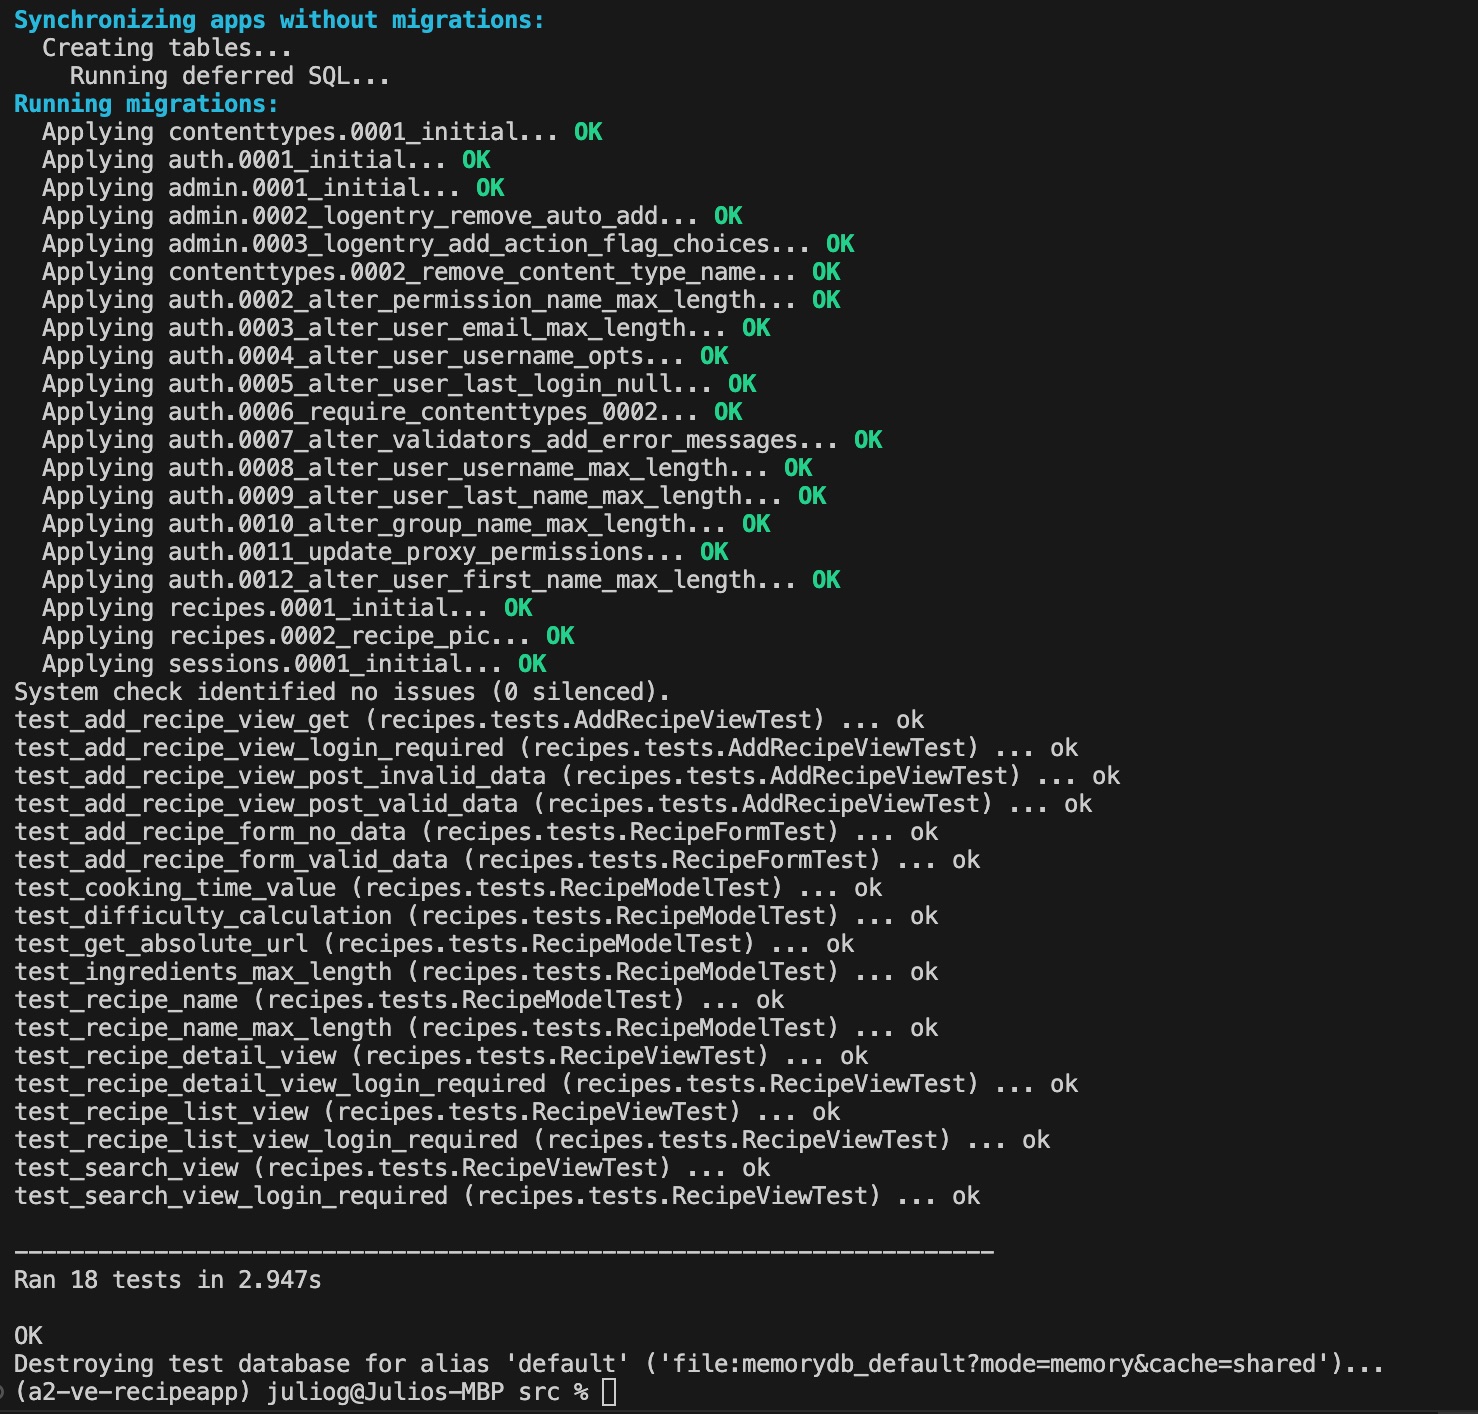 Synchronizing apps without migrations:
  Creating tables...
    Running deferred SQL...
Running migrations:
  Applying contenttypes.0001_initial... OK
  Applying auth.0001_initial... OK
  Applying admin.0001_initial... OK
  Applying admin.0002_logentry_remove_auto_add... OK
  Applying admin.0003_logentry_add_action_flag_choices... OK
  Applying contenttypes.0002_remove_content_type_name... OK
  Applying auth.0002_alter_permission_name_max_length... OK
  Applying auth.0003_alter_user_email_max_length... OK
  Applying auth.0004_alter_user_username_opts... OK
  Applying auth.0005_alter_user_last_login_null... OK
  Applying auth.0006_require_contenttypes_0002... OK
  Applying auth.0007_alter_validators_add_error_messages... OK
  Applying auth.0008_alter_user_username_max_length... OK
  Applying auth.0009_alter_user_last_name_max_length... OK
  Applying auth.0010_alter_group_name_max_length... OK
  Applying auth.0011_update_proxy_permissions... OK
  Applying auth.0012_alter_user_first_name_max_length... OK
  Applying recipes.0001_initial... OK
  Applying recipes.0002_recipe_pic... OK
  Applying sessions.0001_initial... OK
System check identified no issues (0 silenced).
test_add_recipe_view_get (recipes.tests.AddRecipeViewTest) ... ok
test_add_recipe_view_login_required (recipes.tests.AddRecipeViewTest) ... ok
test_add_recipe_view_post_invalid_data (recipes.tests.AddRecipeViewTest) ... ok
test_add_recipe_view_post_valid_data (recipes.tests.AddRecipeViewTest) ... ok
test_add_recipe_form_no_data (recipes.tests.RecipeFormTest) ... ok
test_add_recipe_form_valid_data (recipes.tests.RecipeFormTest) ... ok
test_cooking_time_value (recipes.tests.RecipeModelTest) ... ok
test_difficulty_calculation (recipes.tests.RecipeModelTest) ... ok
test_get_absolute_url (recipes.tests.RecipeModelTest) ... ok
test_ingredients_max_length (recipes.tests.RecipeModelTest) ... ok
test_recipe_name (recipes.tests.RecipeModelTest) ... ok
test_recipe_name_max_length (recipes.tests.RecipeModelTest) ... ok
test_recipe_detail_view (recipes.tests.RecipeViewTest) ... ok
test_recipe_detail_view_login_required (recipes.tests.RecipeViewTest) ... ok
test_recipe_list_view (recipes.tests.RecipeViewTest) ... ok
test_recipe_list_view_login_required (recipes.tests.RecipeViewTest) ... ok
test_search_view (recipes.tests.RecipeViewTest) ... ok
test_search_view_login_required (recipes.tests.RecipeViewTest) ... ok

----------------------------------------------------------------------
Ran 18 tests in 2.947s

OK
Destroying test database for alias 'default' ('file:memorydb_default?mode=memory&cache=shared')...
(a2-ve-recipeapp) juliog@Julios-MBP src %